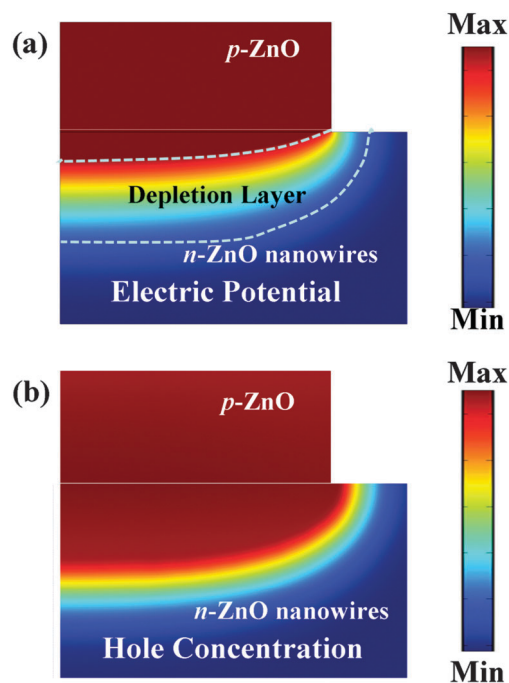 (a)
p-ZnO
Max
Depletion Layer
n-ZnO nanowires
Electric Potential
Min
(b)
p-ZnO
Max
n-ZnO nanowires
Hole Concentration
Min